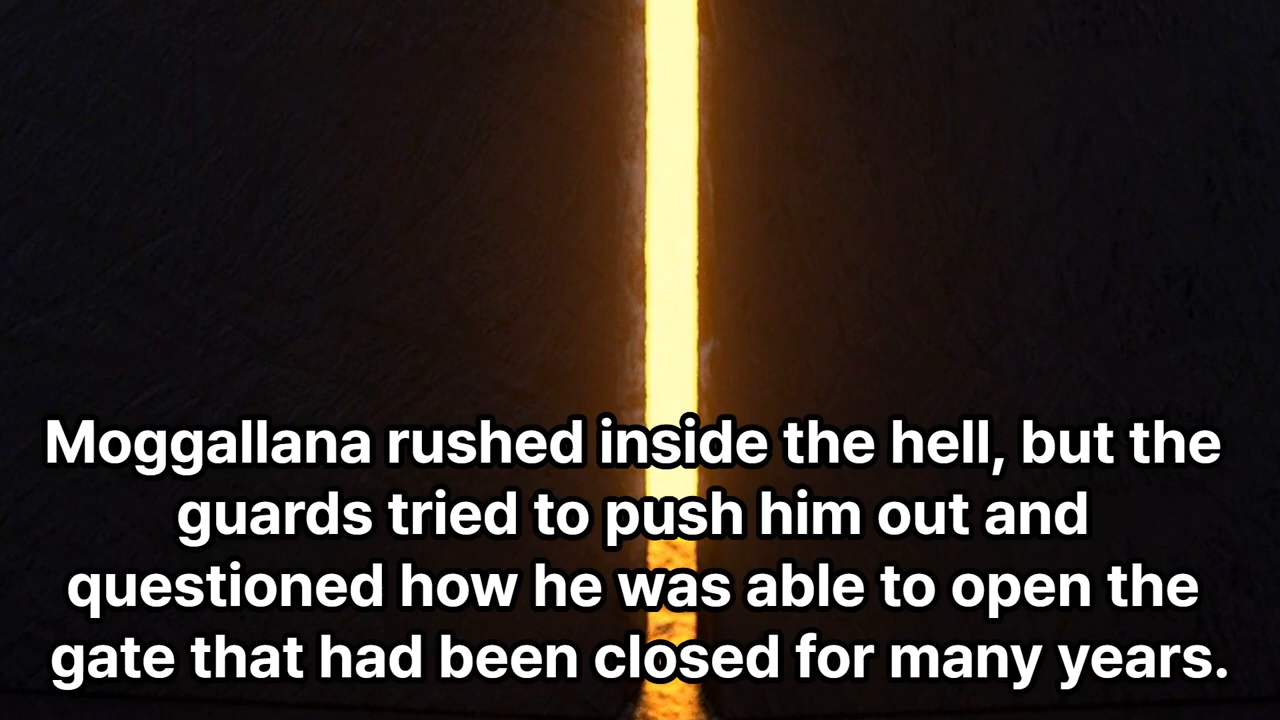 Moggallana rushed inside the hell, but the
guards tried to push him out and
questioned how he was able to open the
gate that had been closed for many years.